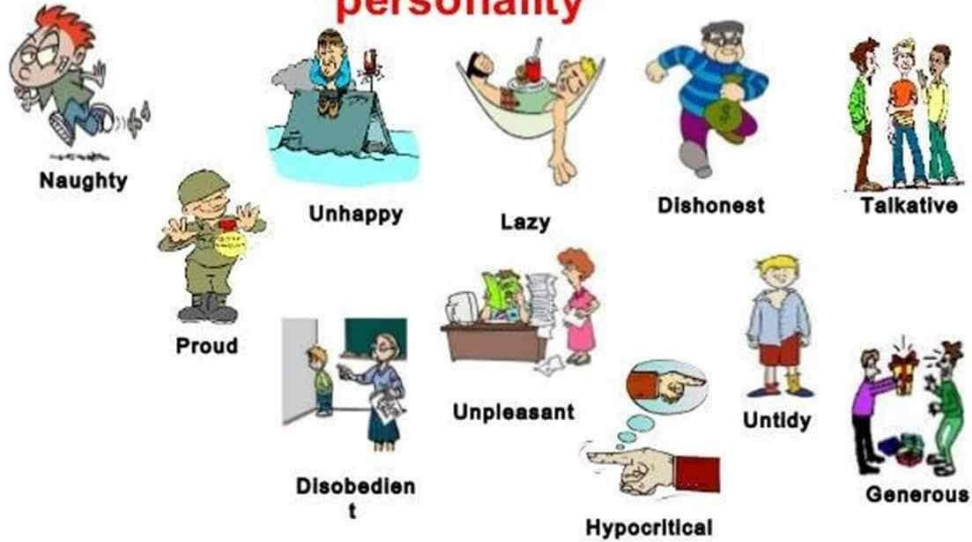 personality
Naughty
Unhappy
Lazy
Dishonest
Talkative
Proud
Unpleasant
Untidy
Disobedien
t
Hypocritical
Generous